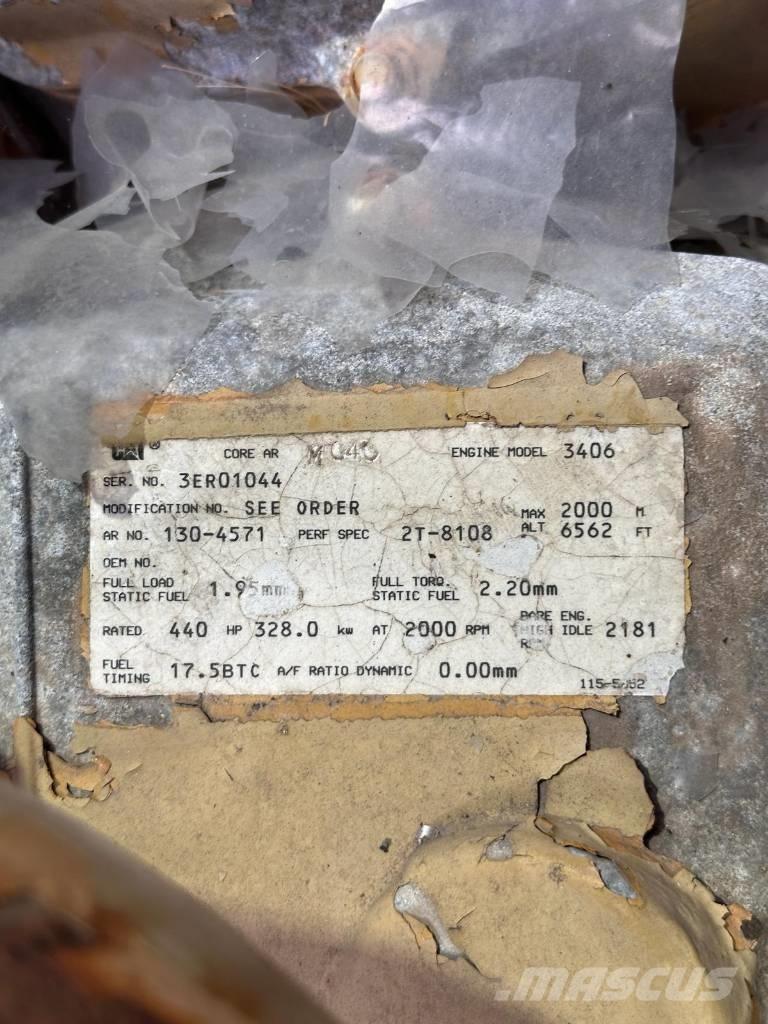 CAT ® CORE AR ENGINE MODEL 3406
SER. NO. 3ER01044
MODIFICATION NO. SEE ORDER MAX 2000 M
AR NO. 130-4571 PERF SPEC 2T-8108 ALT 6562 FT
OEM NO.
FULL LOAD STATIC FUEL 1.95mm FULL TORQ. STATIC FUEL 2.20mm
RATED 440 HP 328.0 kw AT 2000 RPM BARE ENG. HIGH IDLE 2181 RPM
FUEL TIMING 17.5BTC A/F RATIO DYNAMIC 0.00mm
MASCUS